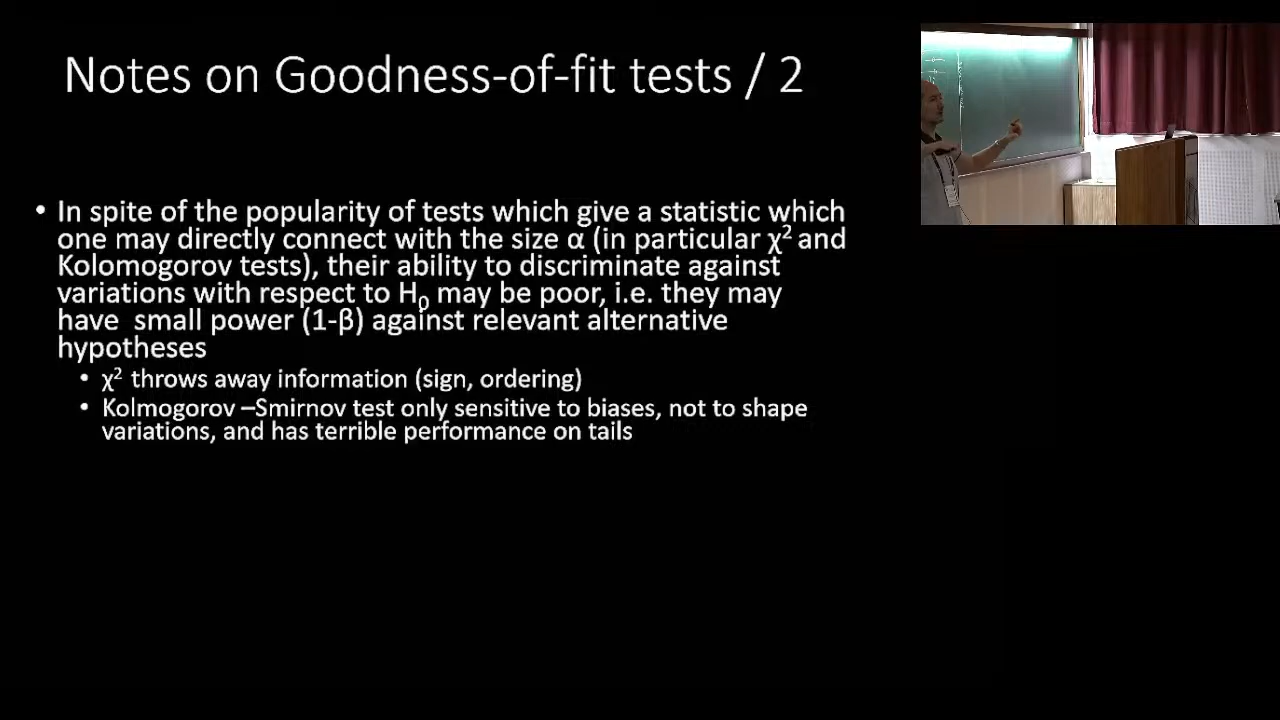 Notes on Goodness-of-fit tests / 2
• In spite of the popularity of tests which give a statistic which
one may directly connect with the size α (in particular χ² and
Kolomogorov tests), their ability to discriminate against
variations with respect to H₀ may be poor, i.e. they may
have small power (1-β) against relevant alternative
hypotheses
• χ² throws away information (sign, ordering)
• Kolmogorov –Smirnov test only sensitive to biases, not to shape
variations, and has terrible performance on tails